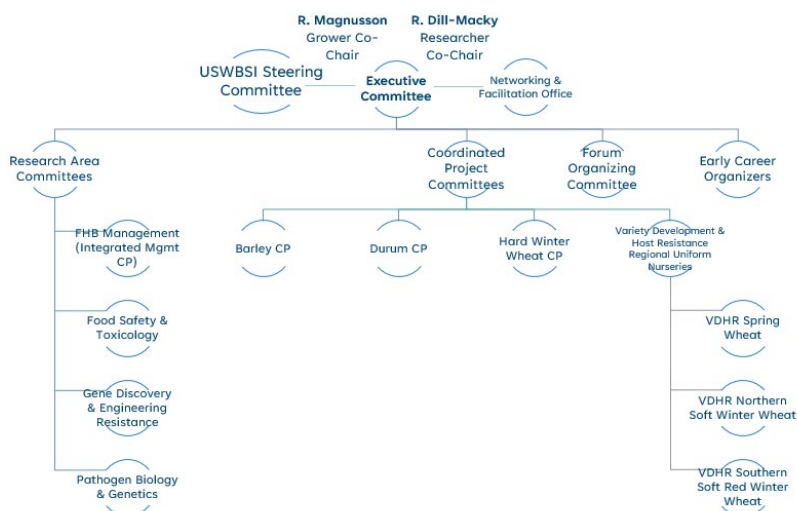 R. Magnusson
Grower Co-
Chair
R. Dill-Macky
Researcher
Co-Chair
USWBSI Steering
Committee
Executive
Committee
Networking &
Facilitation Office
Research Area
Committees
Coordinated
Project
Committees
Forum
Organizing
Committee
Early Career
Organizers
FHB Management
(Integrated Mgmt
CP)
Food Safety &
Toxicology
Gene Discovery
& Engineering
Resistance
Pathogen Biology
& Genetics
Barley CP
Durum CP
Hard Winter
Wheat CP
Variety Development &
Host Resistance
Regional Uniform
Nurseries
VDHR Spring
Wheat
VDHR Northern
Soft Winter Wheat
VDHR Southern
Soft Red Winter
Wheat